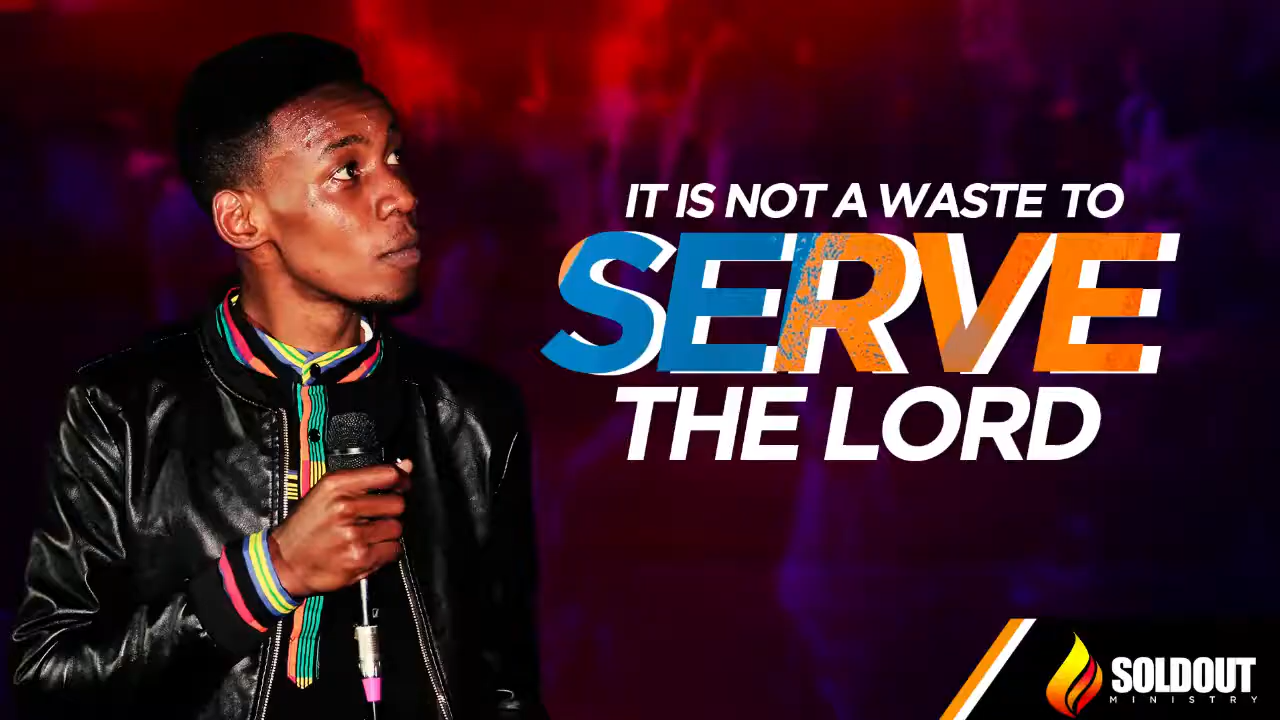 IT IS NOT A WASTE TO
SERVE
THE LORD
SOLDOUT
MINISTRY